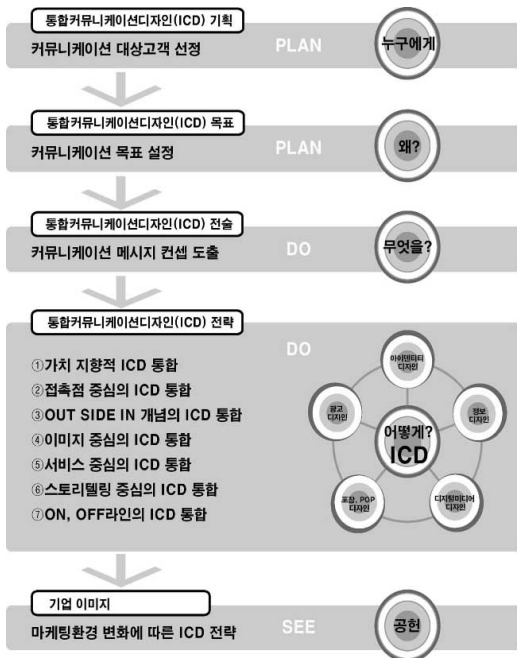 통합커뮤니케이션디자인(ICD) 기획
커뮤니케이션 대상고객 선정
PLAN
누구에게
통합커뮤니케이션디자인(ICD) 목표
커뮤니케이션 목표 설정
PLAN
왜?
통합커뮤니케이션디자인(ICD) 전술
커뮤니케이션 메시지 컨셉 도출
DO
무엇을?
통합커뮤니케이션디자인(ICD) 전략
DO
①가치 지향적 ICD 통합
②접촉점 중심의 ICD 통합
③OUT SIDE IN 개념의 ICD 통합
④이미지 중심의 ICD 통합
⑤서비스 중심의 ICD 통합
⑥스토리텔링 중심의 ICD 통합
⑦ON, OFF라인의 ICD 통합
아이덴티티
디자인
광고
디자인
정보
디자인
어떻게?
ICD
포장, POP
디자인
디지털미디어
디자인
기업 이미지
마케팅환경 변화에 따른 ICD 전략
SEE
공헌